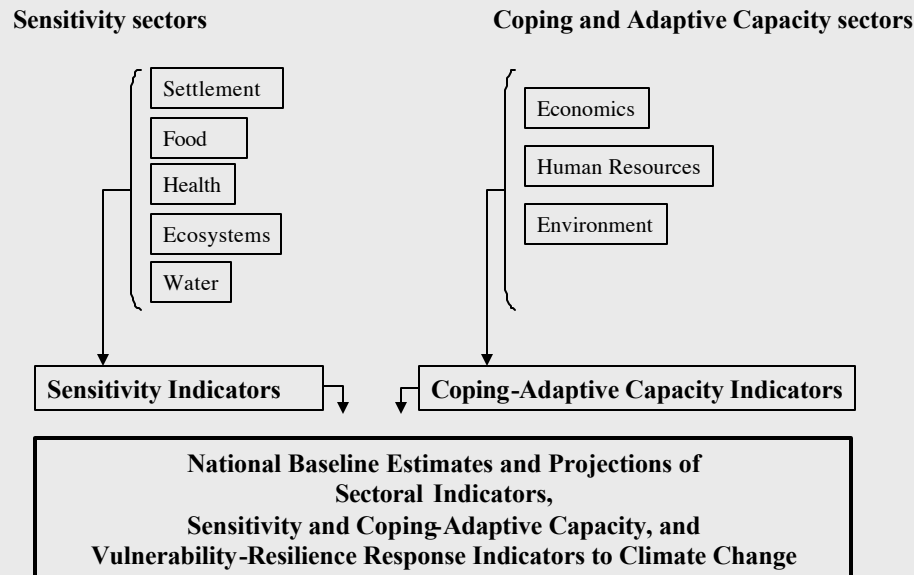 Sensitivity sectors
Coping and Adaptive Capacity sectors
Settlement
Food
Health
Ecosystems
Water
Economics
Human Resources
Environment
Sensitivity Indicators
Coping-Adaptive Capacity Indicators
National Baseline Estimates and Projections of
Sectoral Indicators,
Sensitivity and Coping-Adaptive Capacity, and
Vulnerability-Resilience Response Indicators to Climate Change